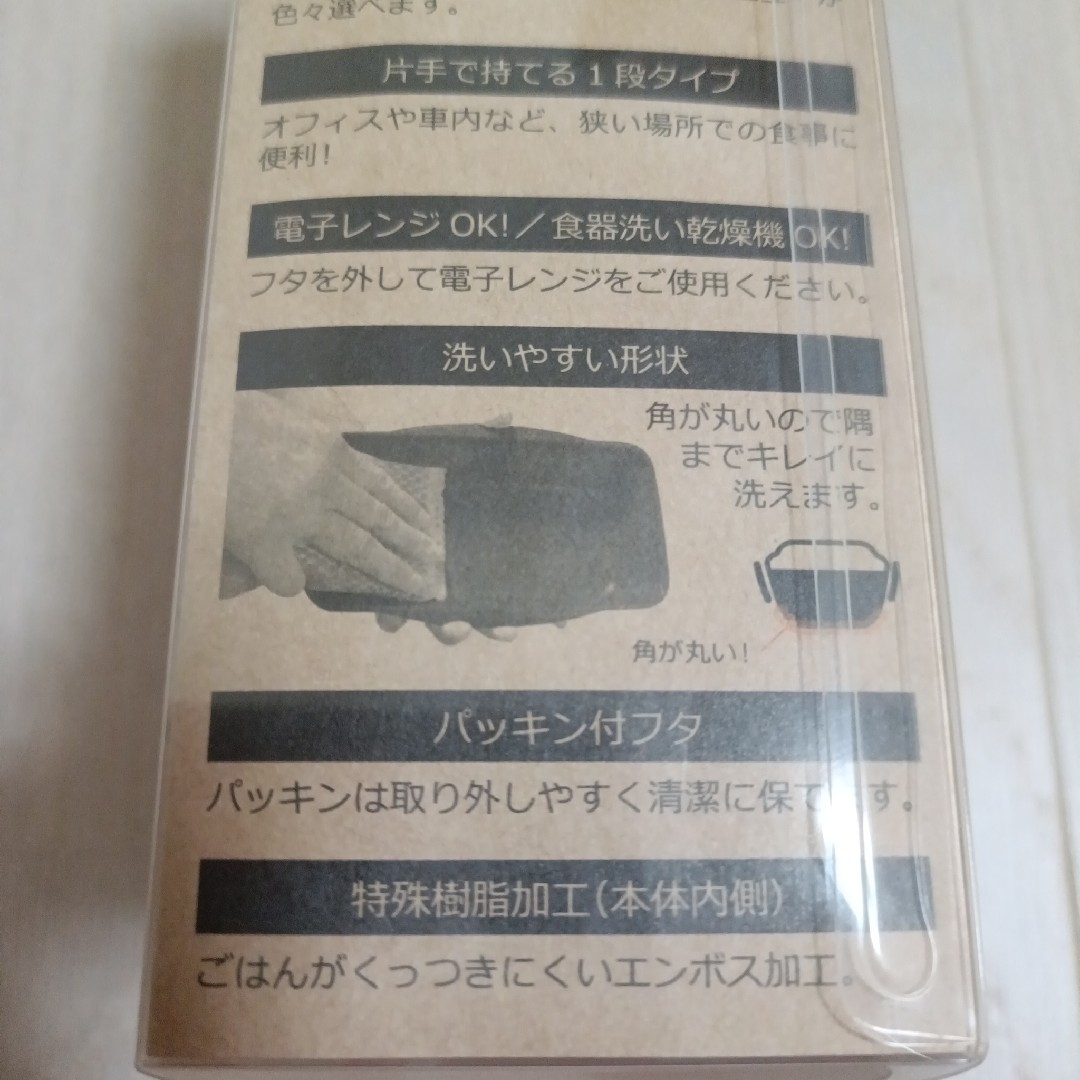 色々選べます。
片手で持てる1段タイプ
オフィスや車内など、狭い場所での食事に
便利!
電子レンジOK!／食器洗い乾燥機OK!
フタを外して電子レンジをご使用ください。
洗いやすい形状
角が丸いので隅
までキレイに
洗えます。
角が丸い!
パッキン付フタ
パッキンは取り外しやすく清潔に保てます。
特殊樹脂加工(本体内側)
ごはんがくっつきにくいエンボス加工。